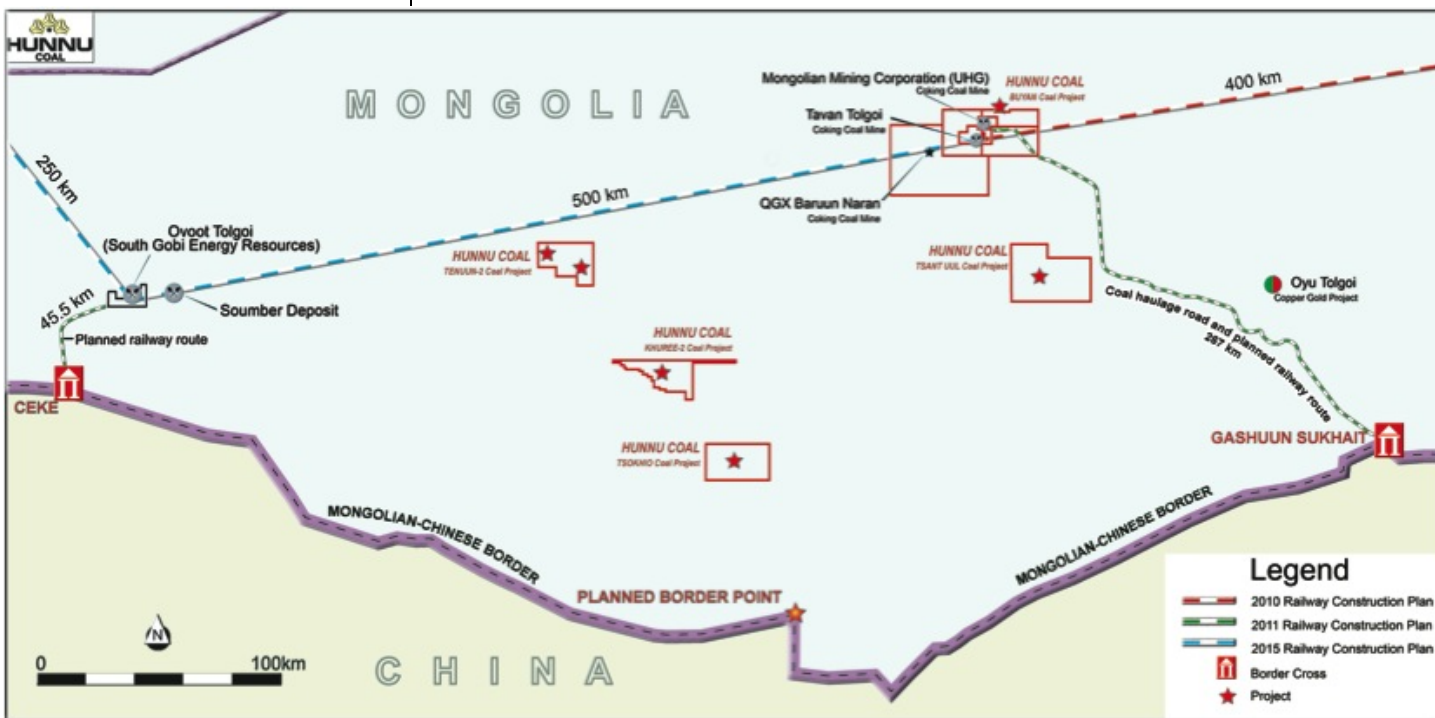 HUNNU
COAL
MONGOLIA
Mongolian Mining Corporation (UHG)
Coking Coal Mine
HUNNU COAL
BUYAN Coal Project
400 km
Tavan Tolgoi
Coking Coal Mine
250 km
500 km
QGX Baruun Naran
Coking Coal Mine
Ovoot Tolgoi
(South Gobi Energy Resources)
HUNNU COAL
TENUUN-2 Coal Project
HUNNU COAL
TSANT UUL Coal Project
Oyu Tolgoi
Copper Gold Project
45.5 km
Soumber Deposit
Planned railway route
Coal haulage road and planned railway route
267 km
HUNNU COAL
KHUREE-2 Coal Project
CEKE
HUNNU COAL
TSOKHIO Coal Project
GASHUUN SUKHAIT
MONGOLIAN-CHINESE BORDER
MONGOLIAN-CHINESE BORDER
PLANNED BORDER POINT
N
0 100km
CHINA
Legend
2010 Railway Construction Plan
2011 Railway Construction Plan
2015 Railway Construction Plan
Border Cross
Project